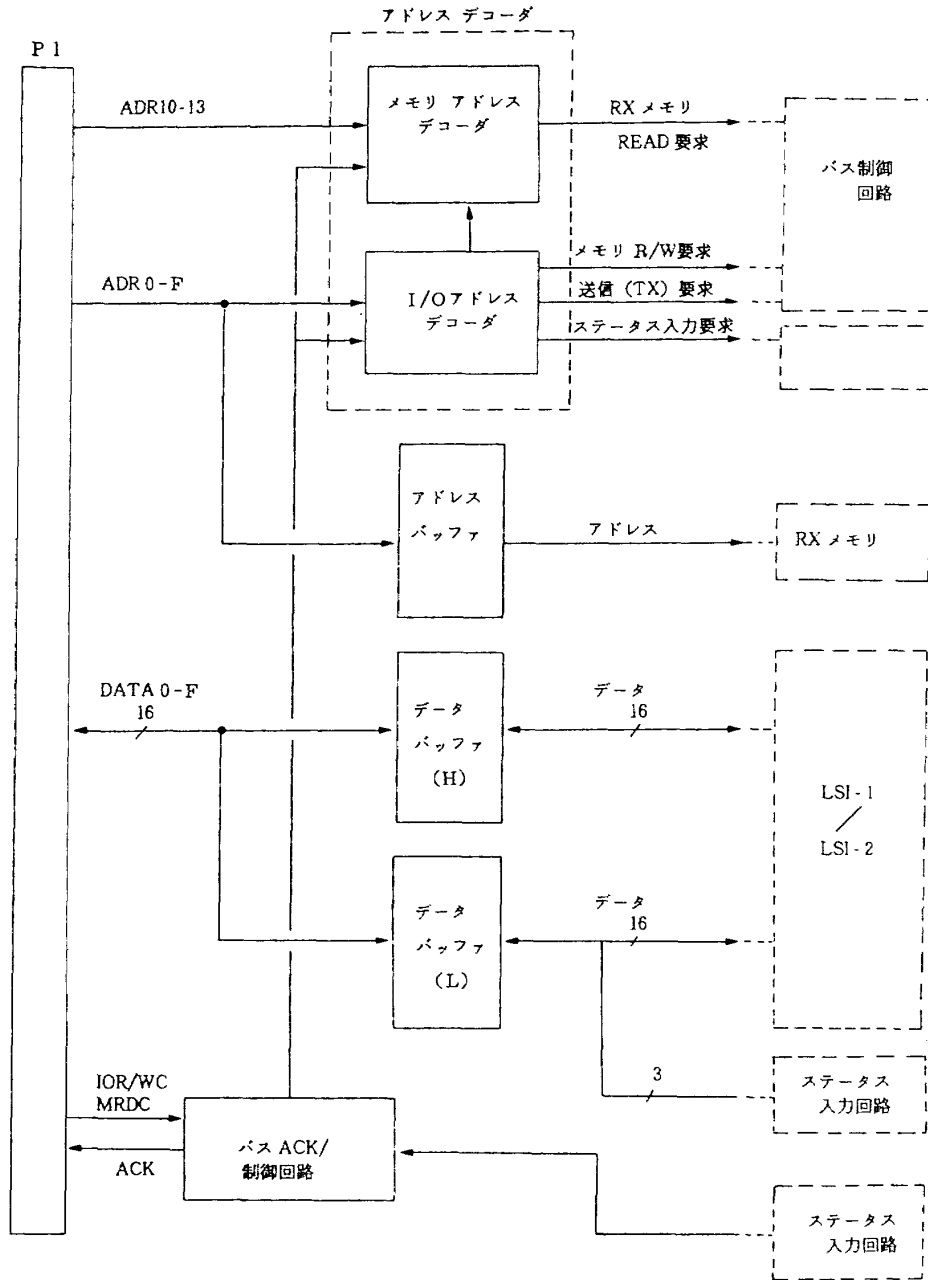 アドレス デコーダ
P 1
ADR10-13
メモリ アドレス
デコーダ
RX メモリ
READ 要求
バス制御
回路
ADR 0-F
I/Oアドレス
デコーダ
メモリ R/W要求
送信 (TX) 要求
ステータス入力要求
アドレス
バッファ
アドレス
RX メモリ
DATA 0-F
16
データ
バッファ
(H)
データ
16
LSI-1
/
LSI-2
データ
バッファ
(L)
データ
16
3
ステータス
入力回路
IOR/WC
MRDC
ACK
バス ACK/
制御回路
ステータス
入力回路